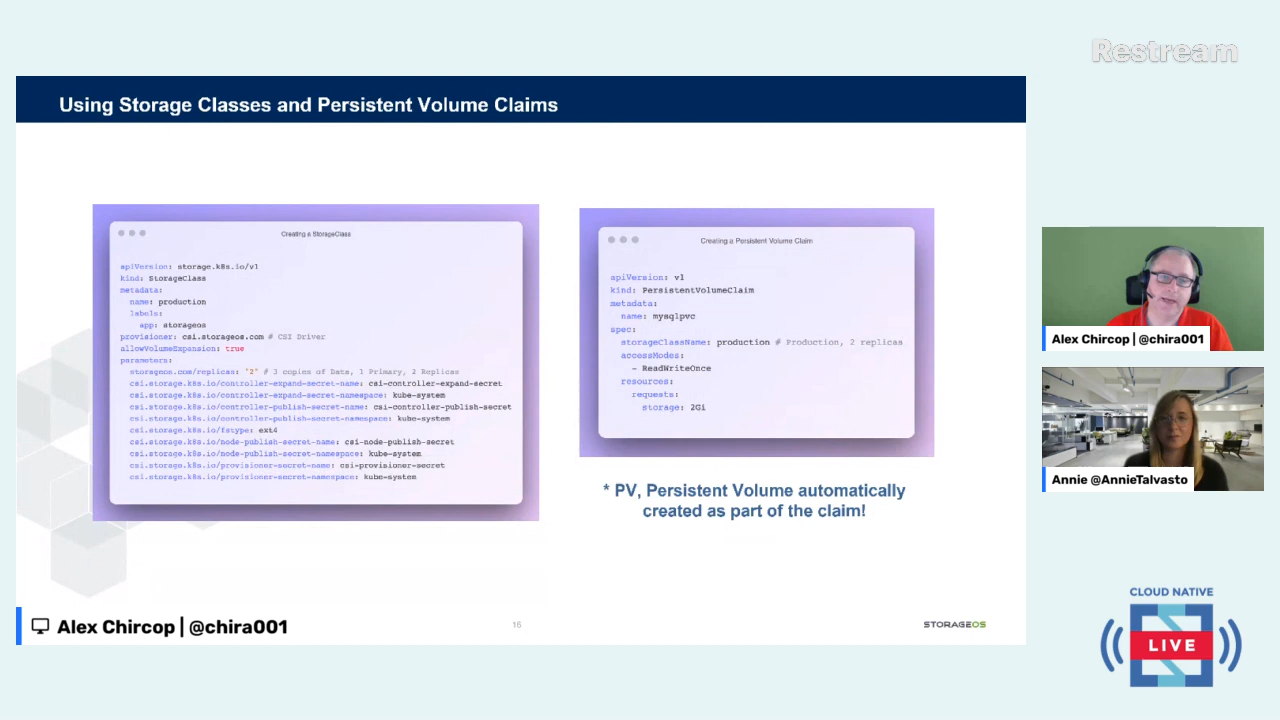 Restream
Using Storage Classes and Persistent Volume Claims
Creating a StorageClass
apiVersion: storage.k8s.io/v1
kind: StorageClass
metadata:
name: production
labels:
app: storageos
provisioner: csi.storageos.com # CSI Driver
allowVolumeExpansion: true
parameters:
storageos.com/replicas: "2" # 3 copies of Data, 1 Primary, 2 Replicas
csi.storage.k8s.io/controller-expand-secret-name: csi-controller-expand-secret
csi.storage.k8s.io/controller-expand-secret-namespace: kube-system
csi.storage.k8s.io/controller-publish-secret-name: csi-controller-publish-secret
csi.storage.k8s.io/controller-publish-secret-namespace: kube-system
csi.storage.k8s.io/fstype: ext4
csi.storage.k8s.io/node-publish-secret-name: csi-node-publish-secret
csi.storage.k8s.io/node-publish-secret-namespace: kube-system
csi.storage.k8s.io/provisioner-secret-name: csi-provisioner-secret
csi.storage.k8s.io/provisioner-secret-namespace: kube-system
Creating a Persistent Volume Claim
apiVersion: v1
kind: PersistentVolumeClaim
metadata:
name: mysqlpvc
spec:
storageClassName: production # Production, 2 replicas
accessModes:
- ReadWriteOnce
resources:
requests:
storage: 2Gi
* PV, Persistent Volume automatically
created as part of the claim!
Alex Chircop | @chira001
16
STORAGEOS
Alex Chircop | @chira001
Annie @AnnieTalvasto
CLOUD NATIVE
LIVE